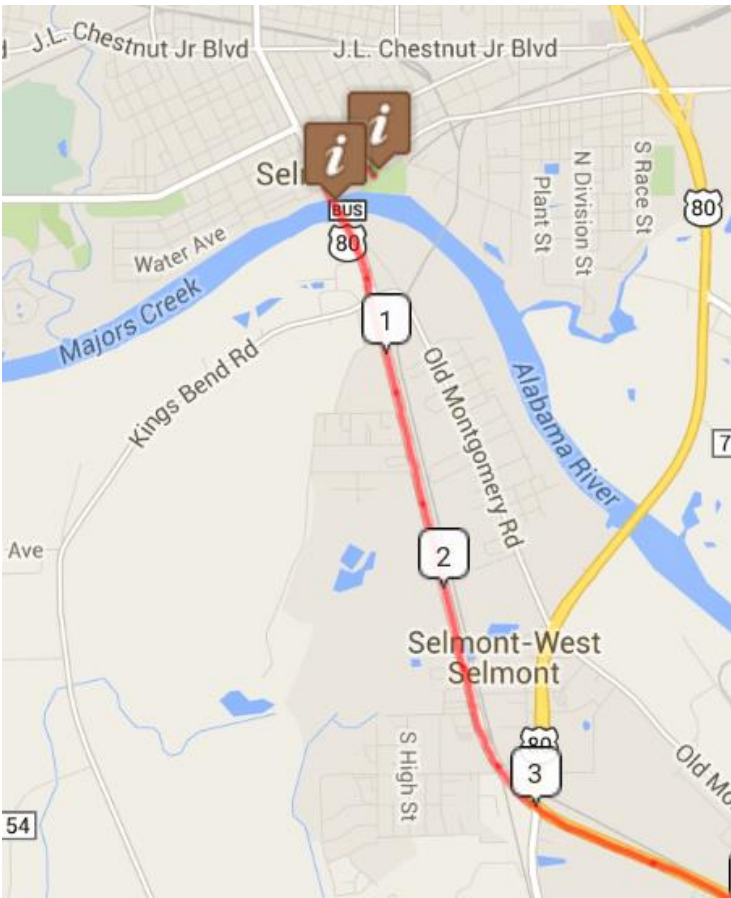 J.L. Chestnut Jr Blvd
J.L. Chestnut Jr Blvd
i
i
Sel
BUS
80
Water Ave
Majors Creek
Plant St
N Division St
S Race St
80
1
Kings Bend Rd
Old Montgomery Rd
Alabama River
7
Ave
2
Selmont-West
Selmont
S High St
80
3
Old Mo
54